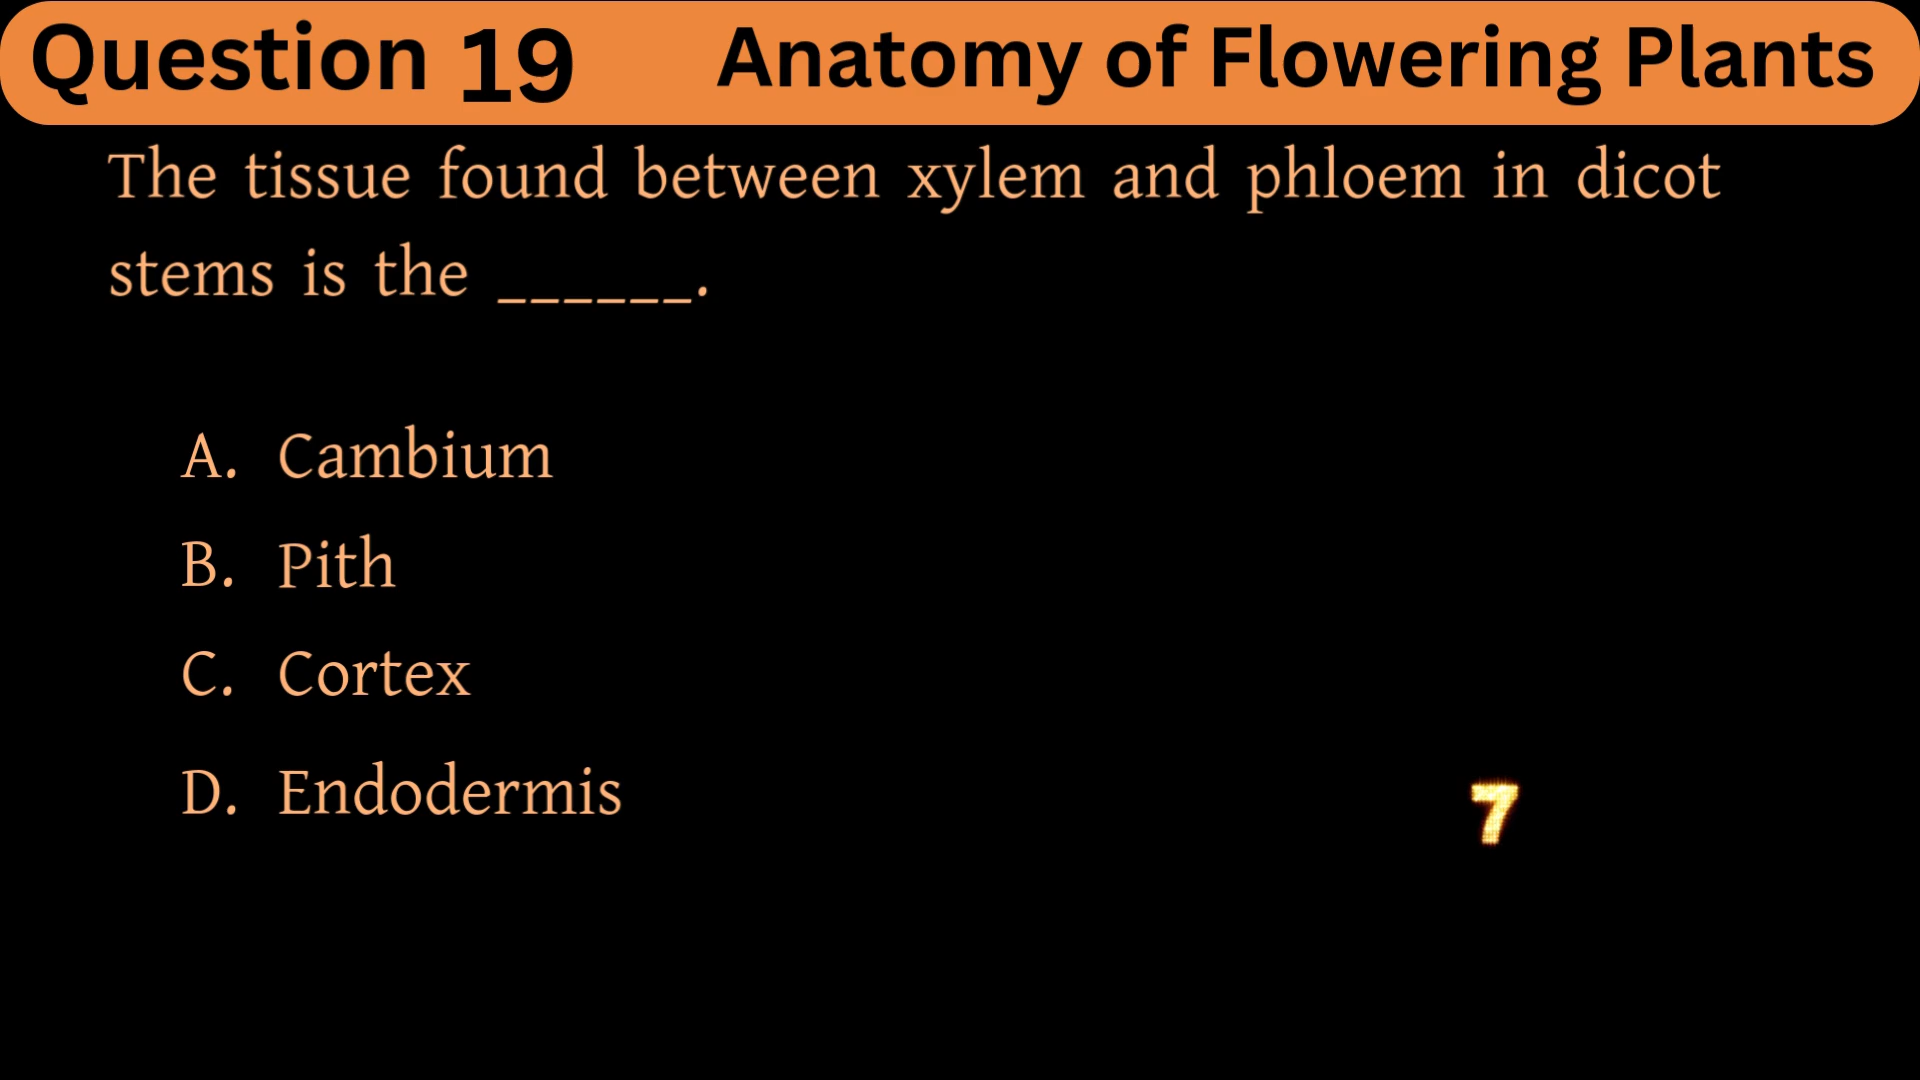 Question 19 Anatomy of Flowering Plants
The tissue found between xylem and phloem in dicot
stems is the ______.
A. Cambium
B. Pith
C. Cortex
D. Endodermis
7